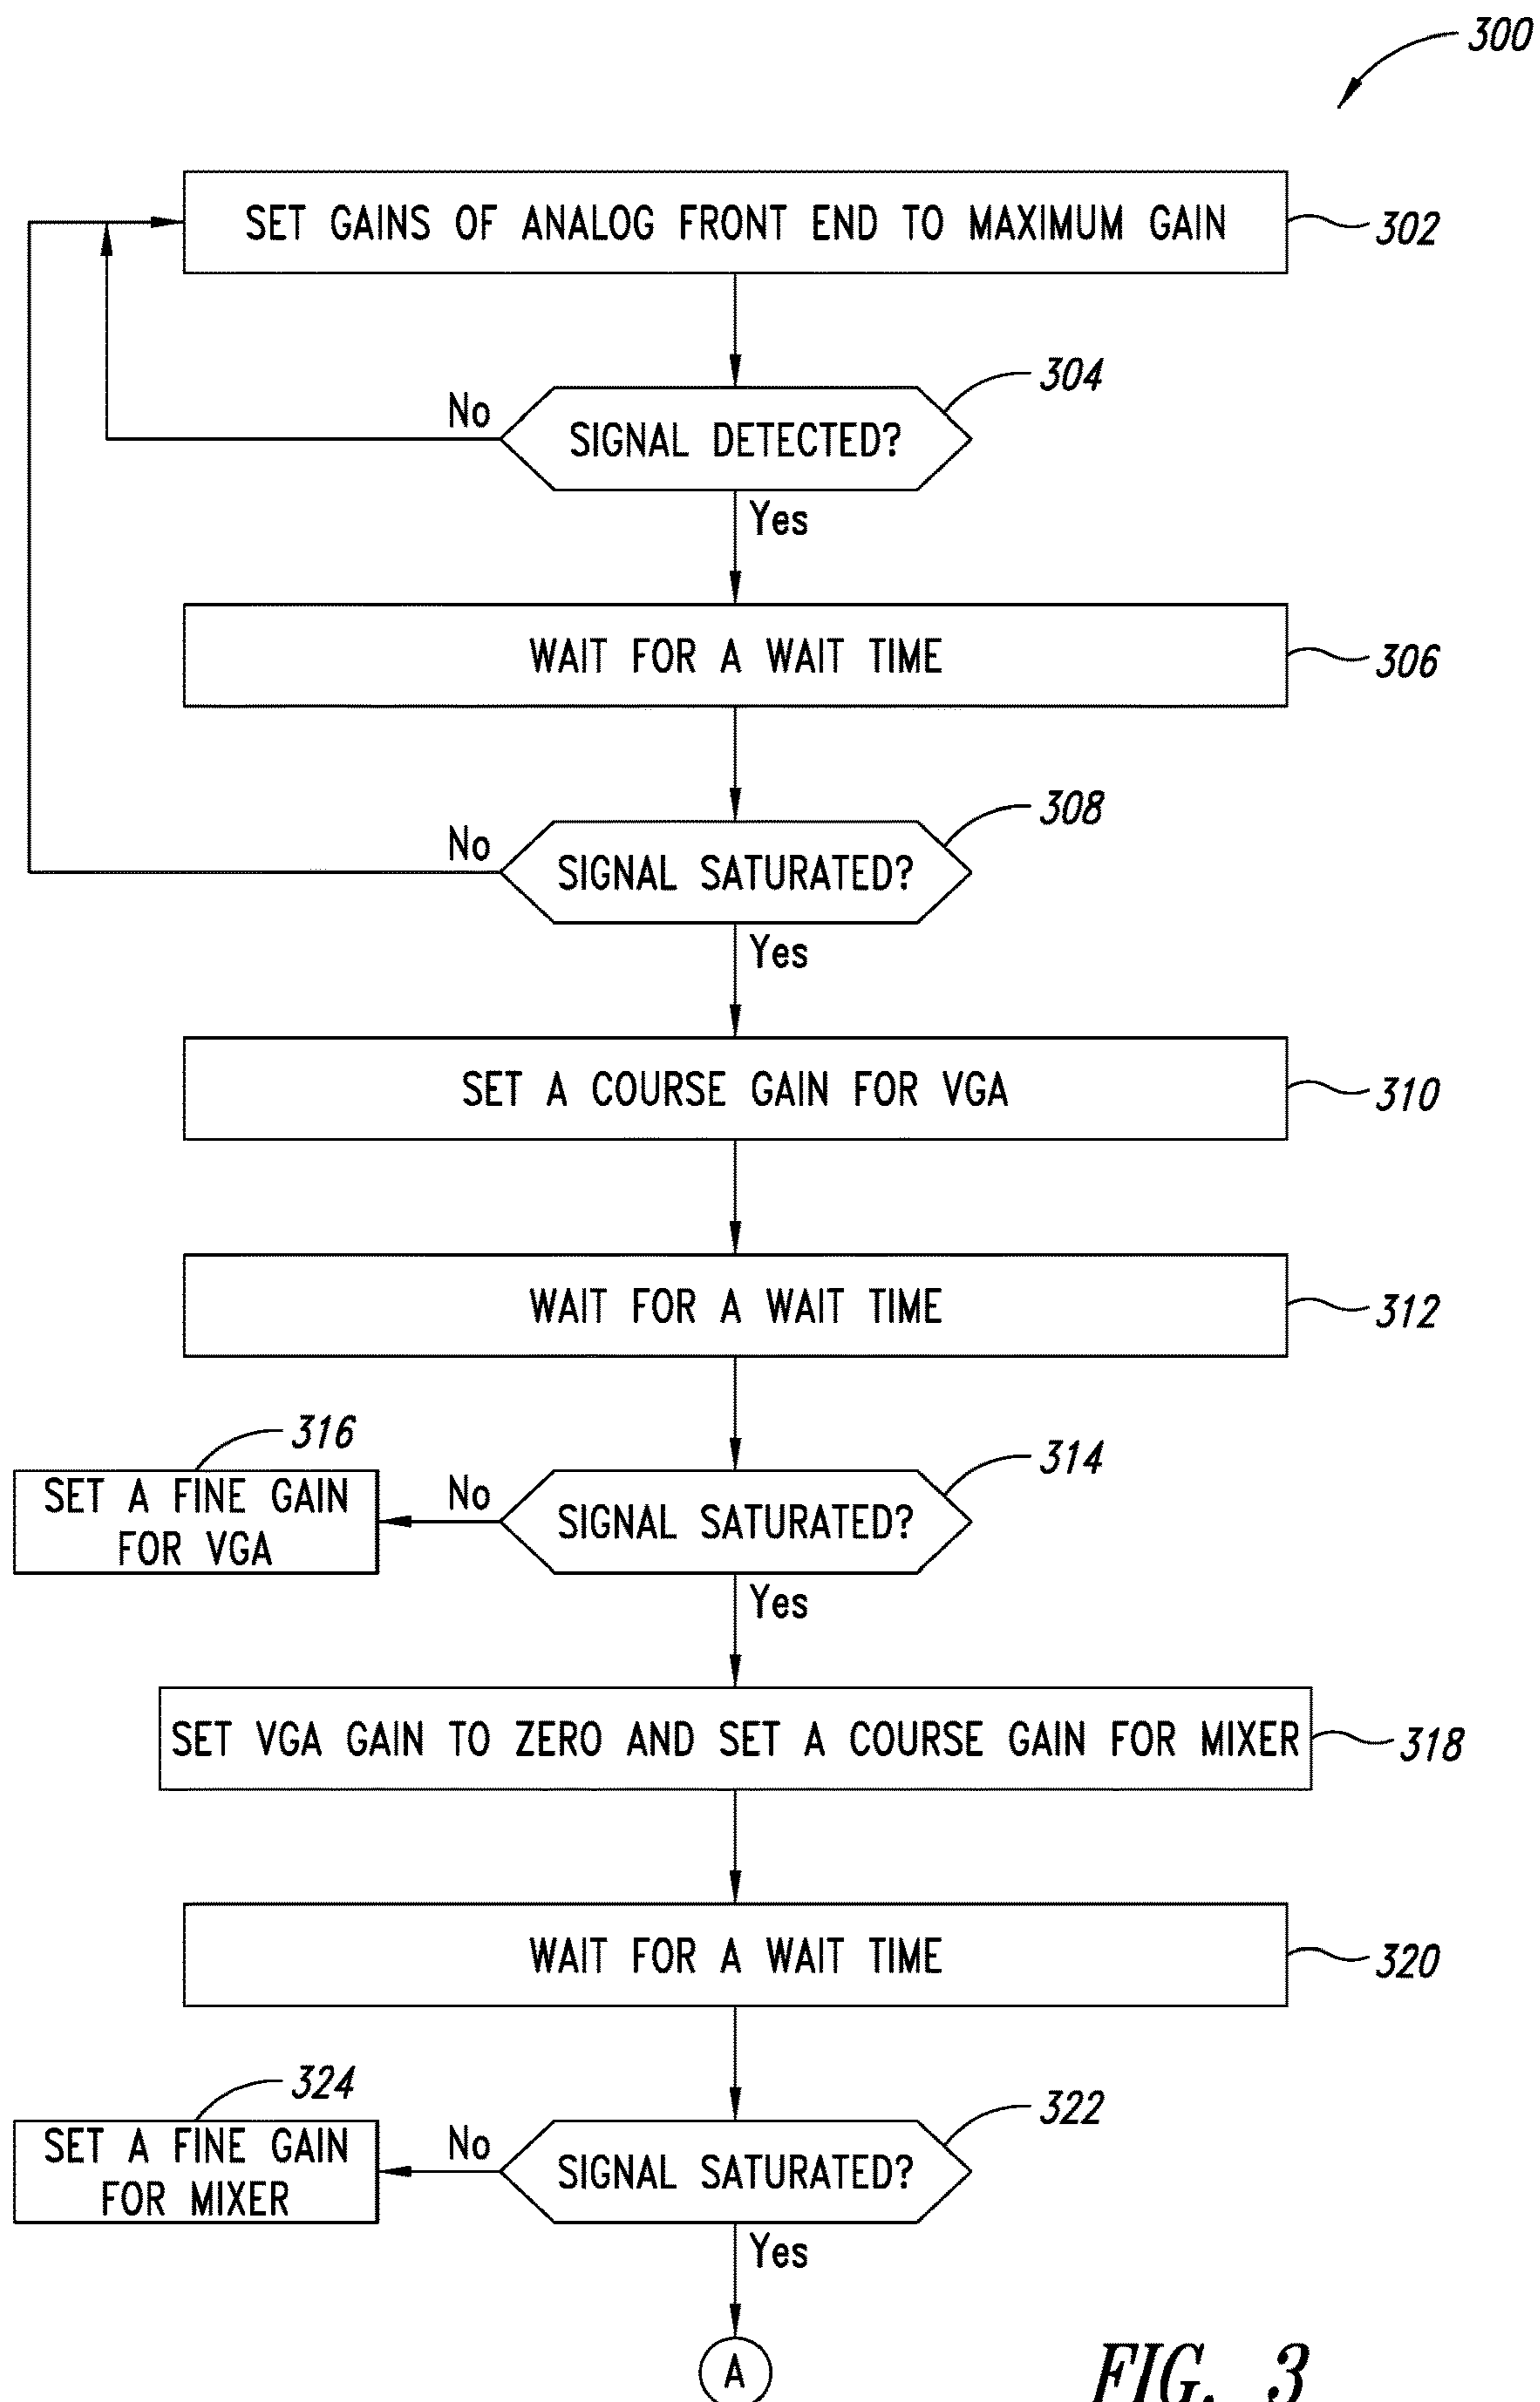 300
SET GAINS OF ANALOG FRONT END TO MAXIMUM GAIN
302
304
No
SIGNAL DETECTED?
Yes
WAIT FOR A WAIT TIME
306
308
No
SIGNAL SATURATED?
Yes
SET A COURSE GAIN FOR VGA
310
WAIT FOR A WAIT TIME
312
316
314
SET A FINE GAIN
FOR VGA
No
SIGNAL SATURATED?
Yes
SET VGA GAIN TO ZERO AND SET A COURSE GAIN FOR MIXER
318
WAIT FOR A WAIT TIME
320
324
322
SET A FINE GAIN
FOR MIXER
No
SIGNAL SATURATED?
Yes
A
FIG. 3